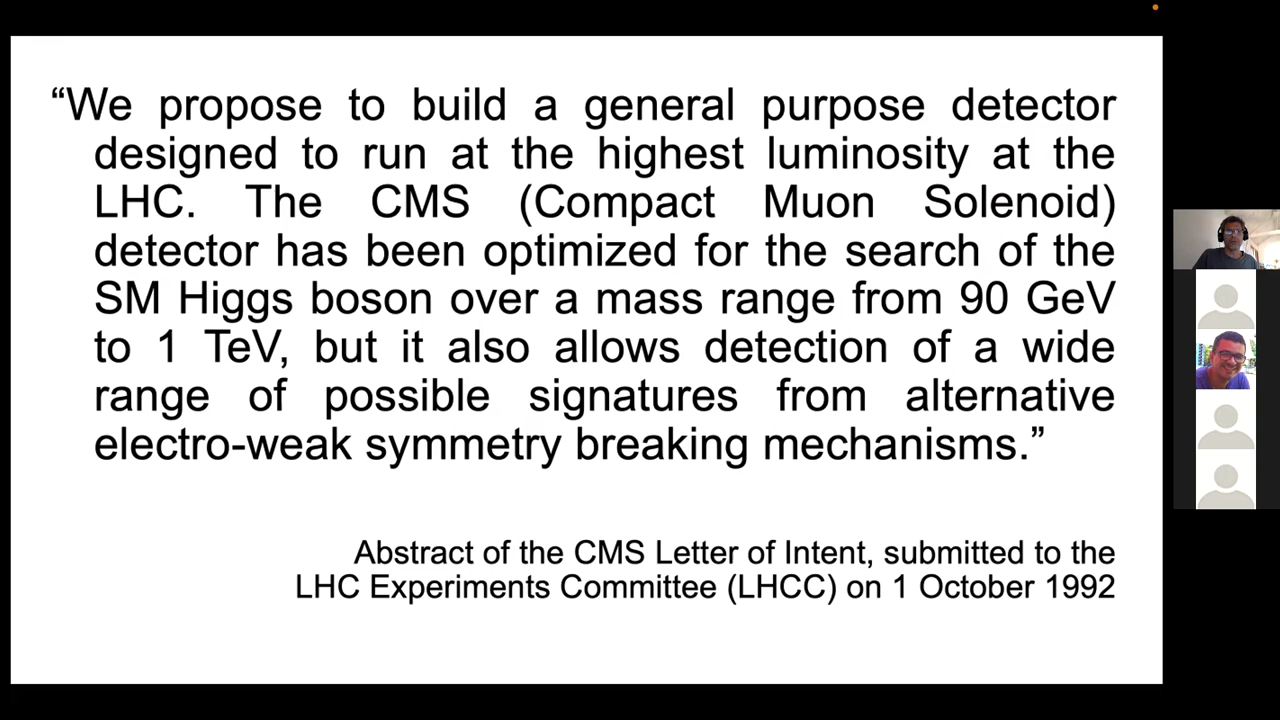 “We propose to build a general purpose detector
designed to run at the highest luminosity at the
LHC. The CMS (Compact Muon Solenoid)
detector has been optimized for the search of the
SM Higgs boson over a mass range from 90 GeV
to 1 TeV, but it also allows detection of a wide
range of possible signatures from alternative
electro-weak symmetry breaking mechanisms.”
Abstract of the CMS Letter of Intent, submitted to the
LHC Experiments Committee (LHCC) on 1 October 1992